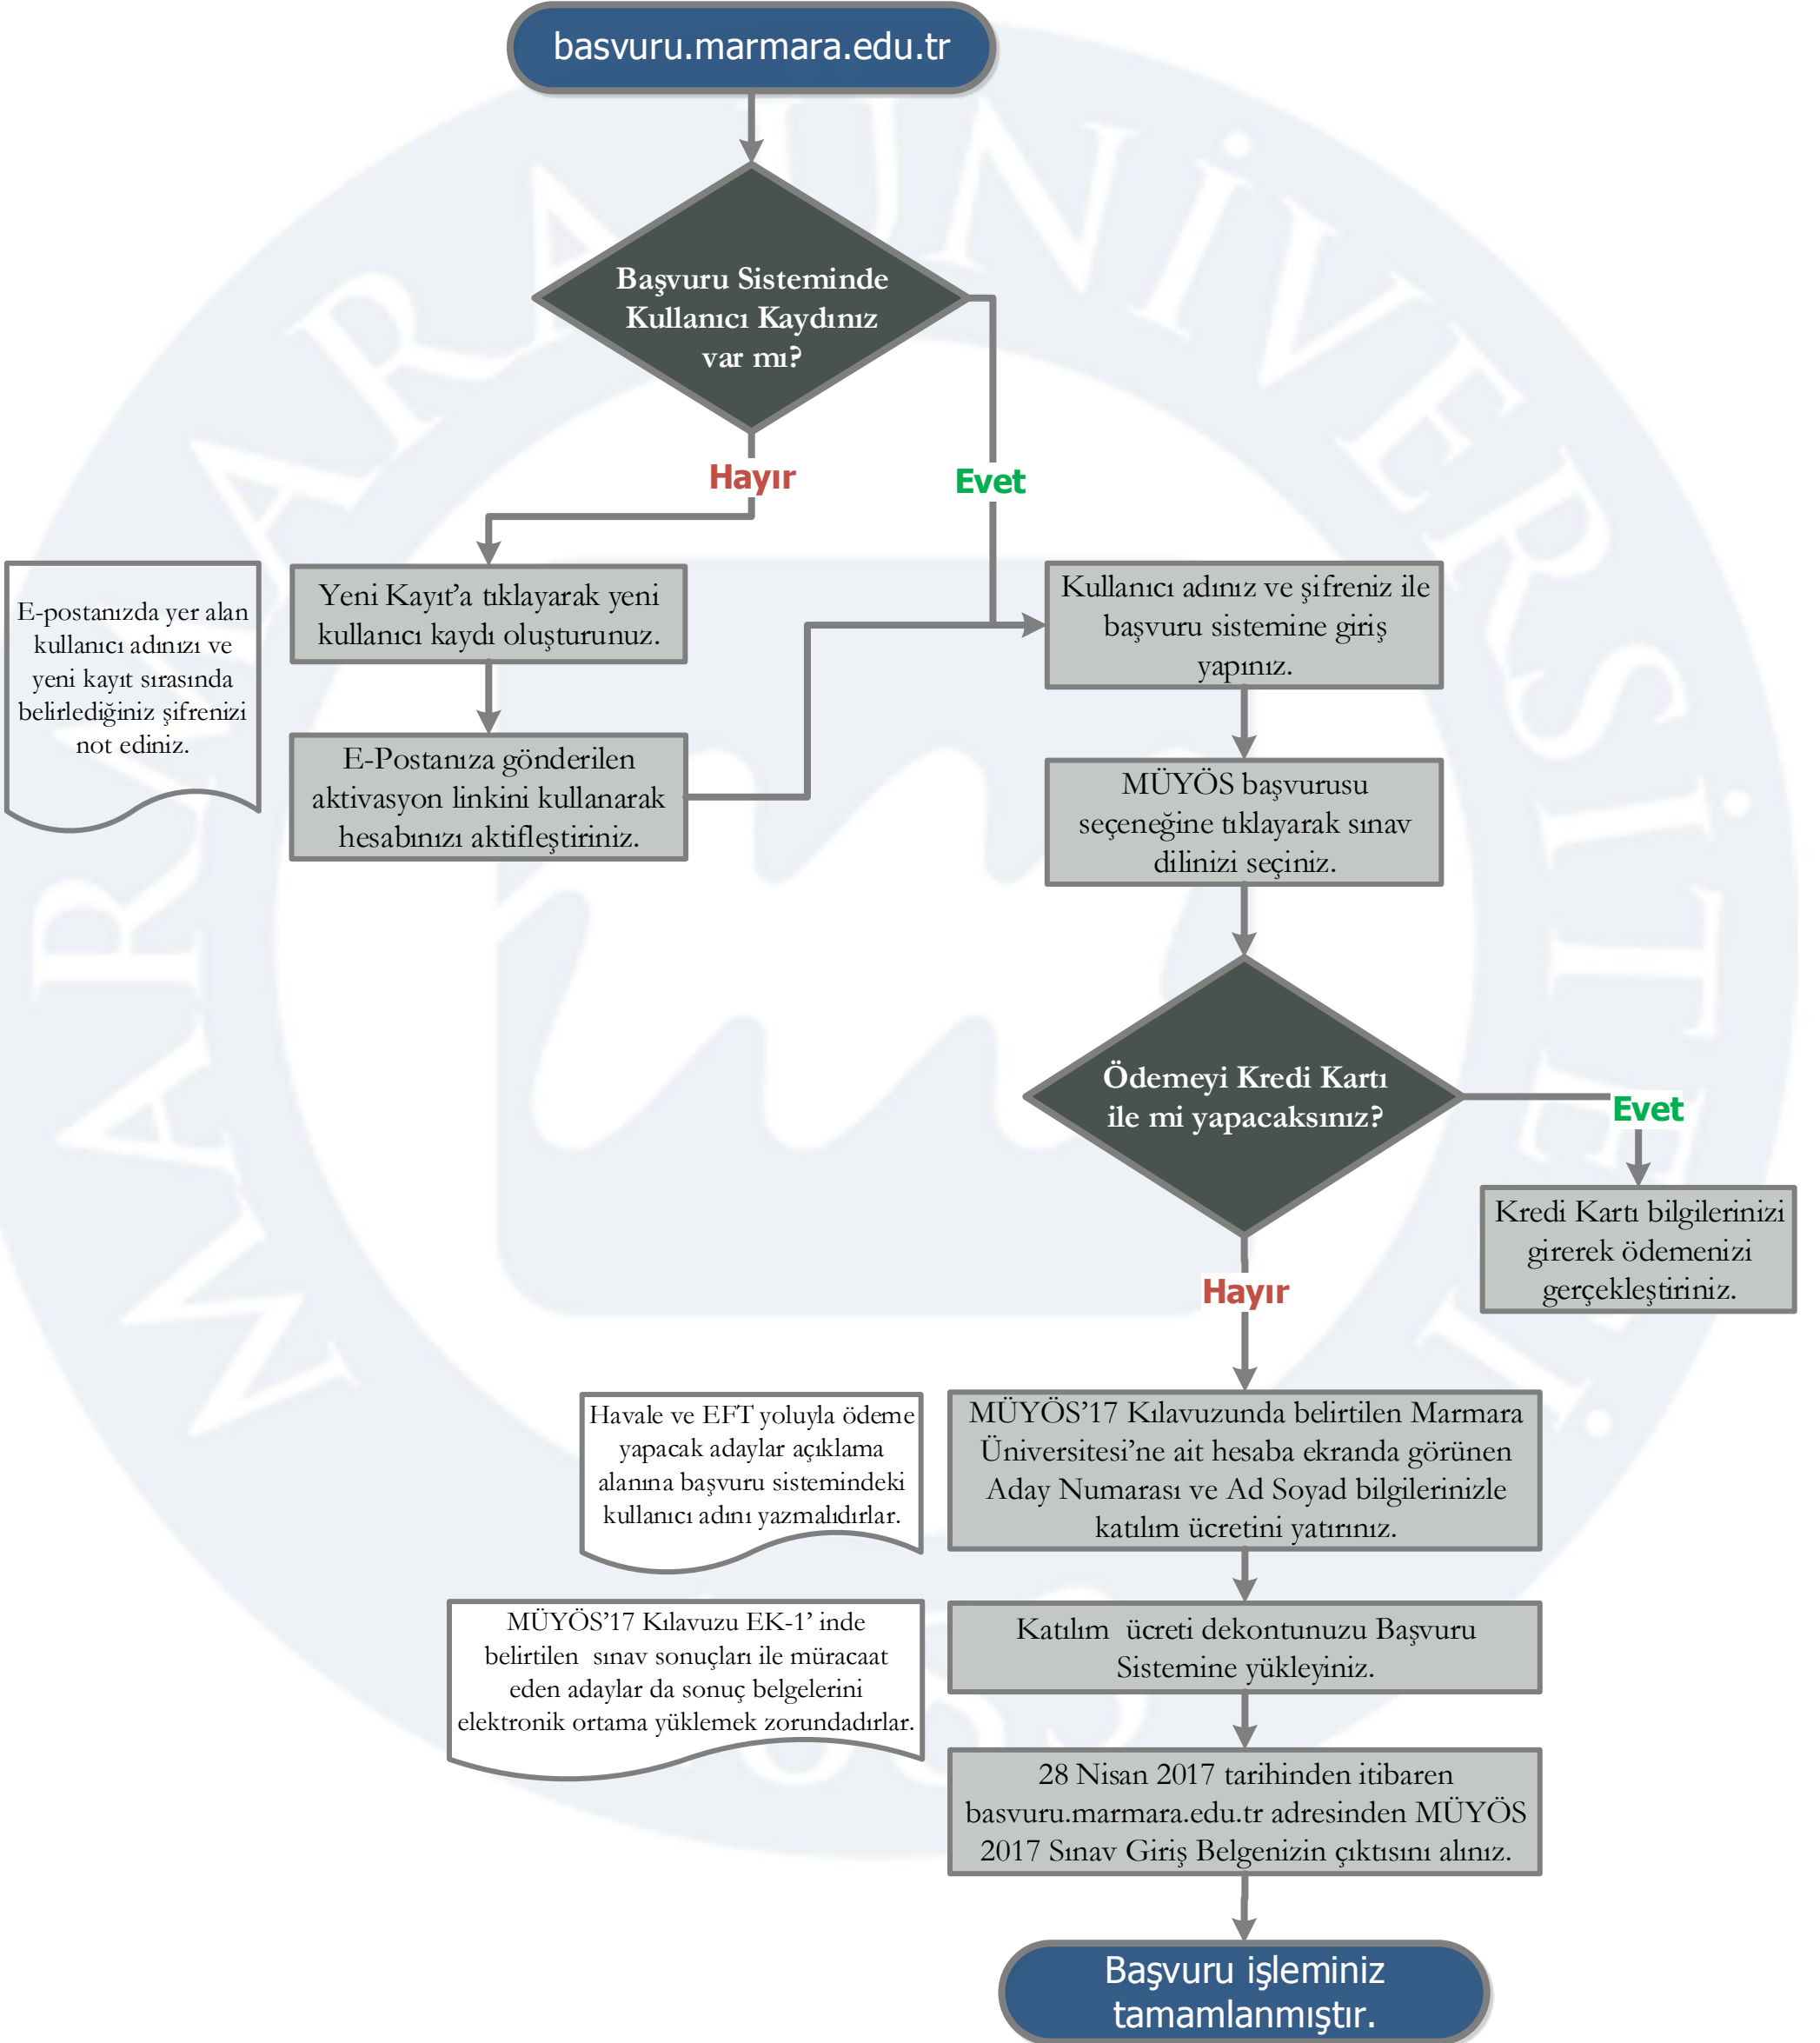 basvuru.marmara.edu.tr
Başvuru Sisteminde
Kullanıcı Kaydınız
var mı?
Hayır
Evet
E-postanızda yer alan
kullanıcı adınızı ve
yeni kayıt sırasında
belirlediğiniz şifrenizi
not ediniz.
Yeni Kayıt’a tıklayarak yeni
kullanıcı kaydı oluşturunuz.
E-Postanıza gönderilen
aktivasyon linkini kullanarak
hesabınızı aktifleştiriniz.
Kullanıcı adınız ve şifreniz ile
başvuru sistemine giriş
yapınız.
MÜYÖS başvurusu
seçeneğine tıklayarak sınav
dilinizi seçiniz.
Ödemeyi Kredi Kartı
ile mi yapacaksınız?
Evet
Kredi Kartı bilgilerinizi
girerek ödemenizi
gerçekleştiriniz.
Hayır
Havale ve EFT yoluyla ödeme
yapacak adaylar açıklama
alanına başvuru sistemindeki
kullanıcı adını yazmalıdırlar.
MÜYÖS’17 Kılavuzunda belirtilen Marmara
Üniversitesi’ne ait hesaba ekranda görünen
Aday Numarası ve Ad Soyad bilgilerinizle
katılım ücretini yatırınız.
MÜYÖS’17 Kılavuzu EK-1’ inde
belirtilen  sınav sonuçları ile müracaat
eden adaylar da sonuç belgelerini
elektronik ortama yüklemek zorundadırlar.
Katılım  ücreti dekontunuzu Başvuru
Sistemine yükleyiniz.
28 Nisan 2017 tarihinden itibaren
basvuru.marmara.edu.tr adresinden MÜYÖS
2017 Sınav Giriş Belgenizin çıktısını alınız.
Başvuru işleminiz
tamamlanmıştır.
MARMARA ÜNİVERSİTESİ